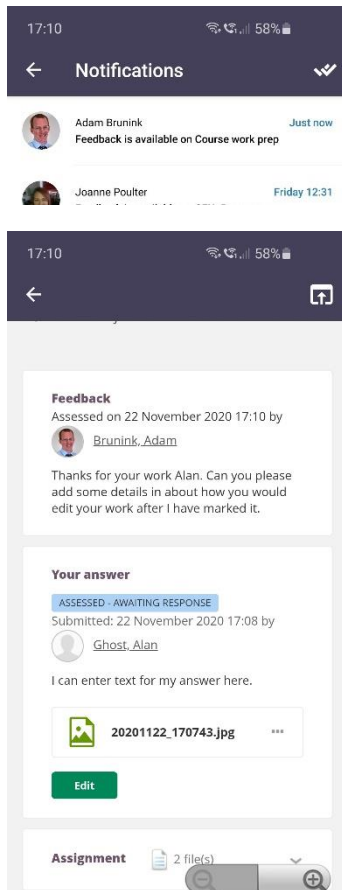 17:10 58%
Notifications
Adam Brunink Just now
Feedback is available on Course work prep
Joanne Poulter Friday 12:31
17:10 58%
Feedback
Assessed on 22 November 2020 17:10 by
Brunink, Adam
Thanks for your work Alan. Can you please
add some details in about how you would
edit your work after I have marked it.
Your answer
ASSESSED - AWAITING RESPONSE
Submitted: 22 November 2020 17:08 by
Ghost, Alan
I can enter text for my answer here.
20201122_170743.jpg
Edit
Assignment 2 file(s)